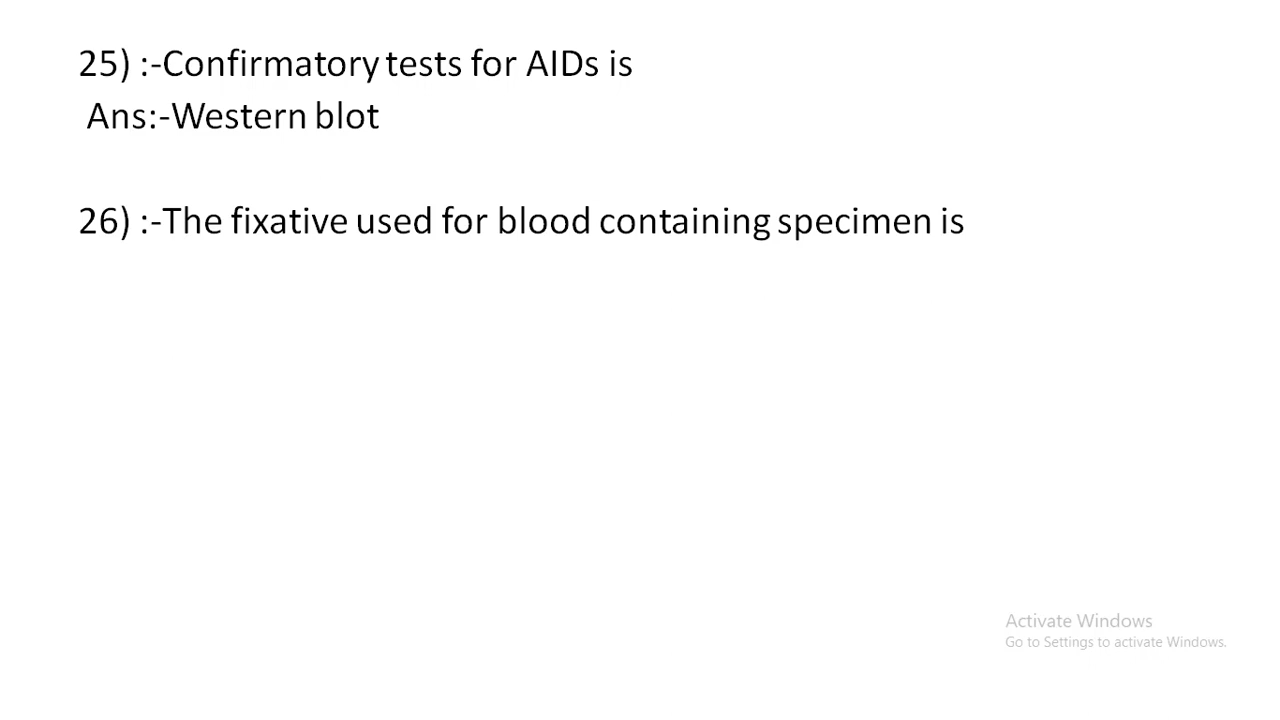 25) :-Confirmatory tests for AIDs is
Ans:-Western blot
26) :-The fixative used for blood containing specimen is
Activate Windows
Go to Settings to activate Windows.